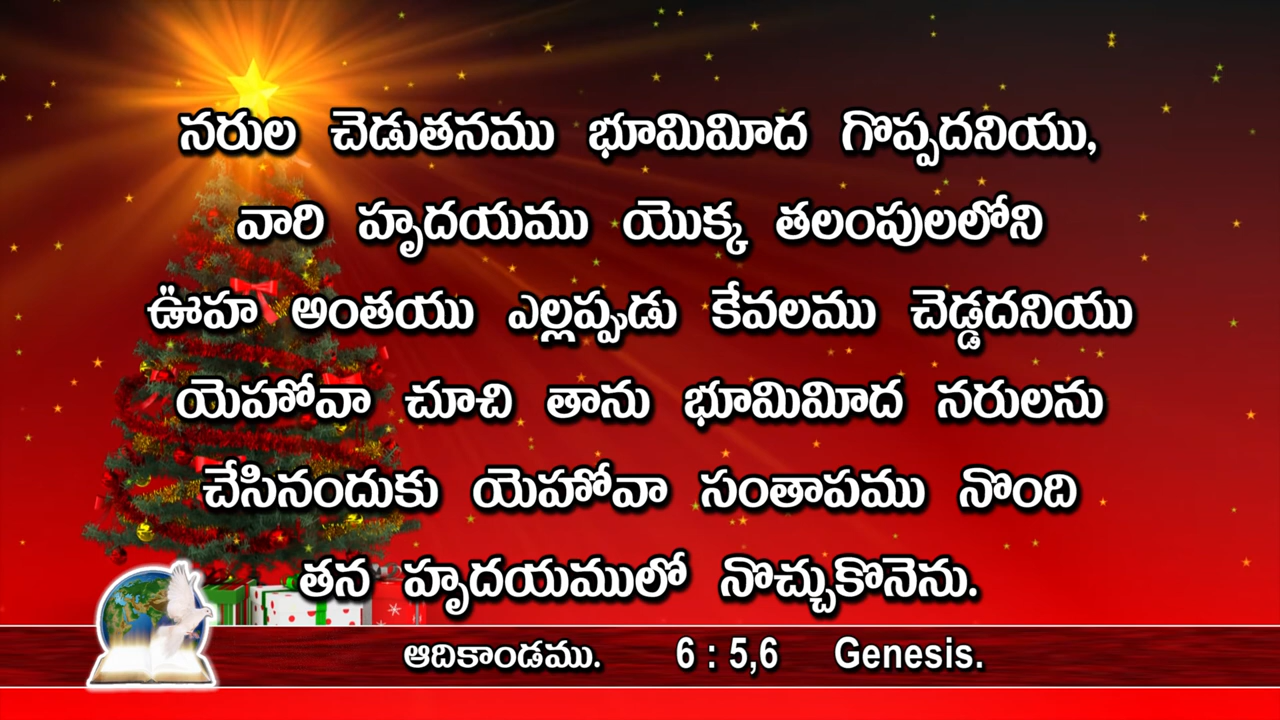 నరుల చెడుతనము భూమిమీద గొప్పదనియు,
వారి హృదయము యొక్క తలంపులలోని
ఊహ అంతయు ఎల్లప్పుడు కేవలము చెడ్డదనియు
యెహోవా చూచి తాను భూమిమీద నరులను
చేసినందుకు యెహోవా సంతాపము నొంది
తన హృదయములో నొచ్చుకొనెను.
ఆదికాండము. 6 : 5,6 Genesis.